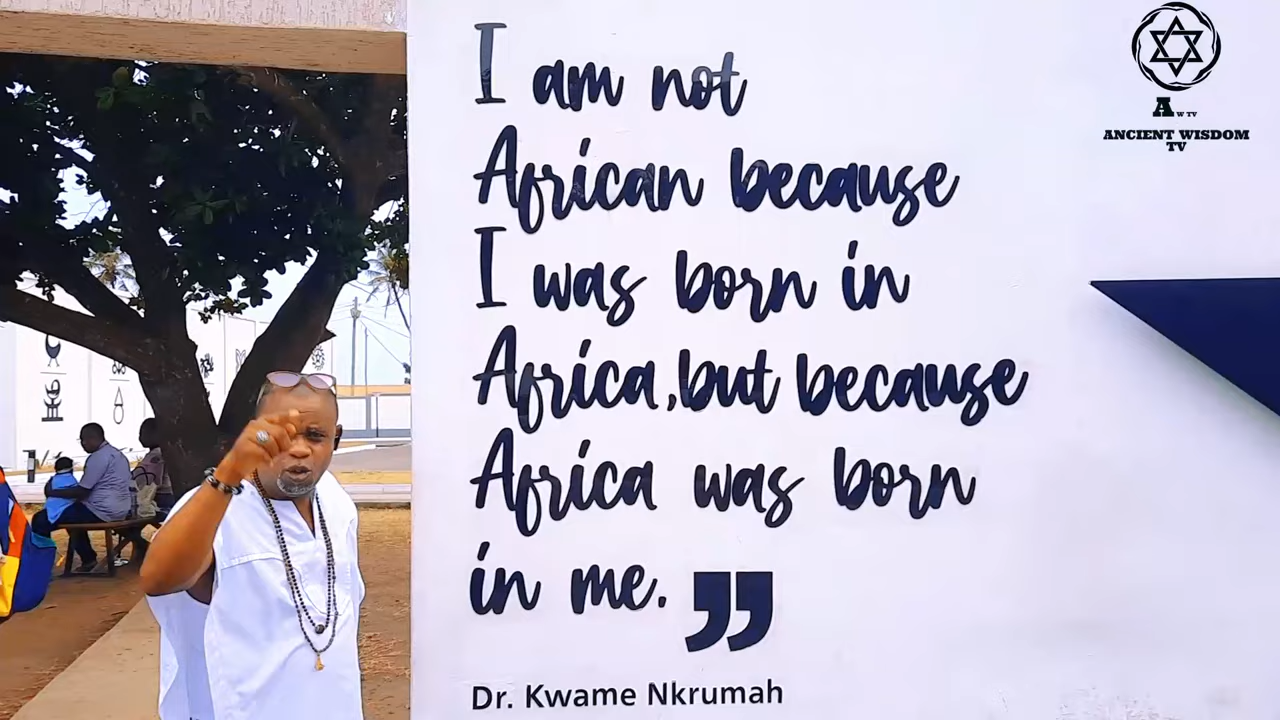 I am not
African because
I was born in
Africa, but because
Africa was born
in me.”
Dr. Kwame Nkrumah
A W TV
ANCIENT WISDOM
TV